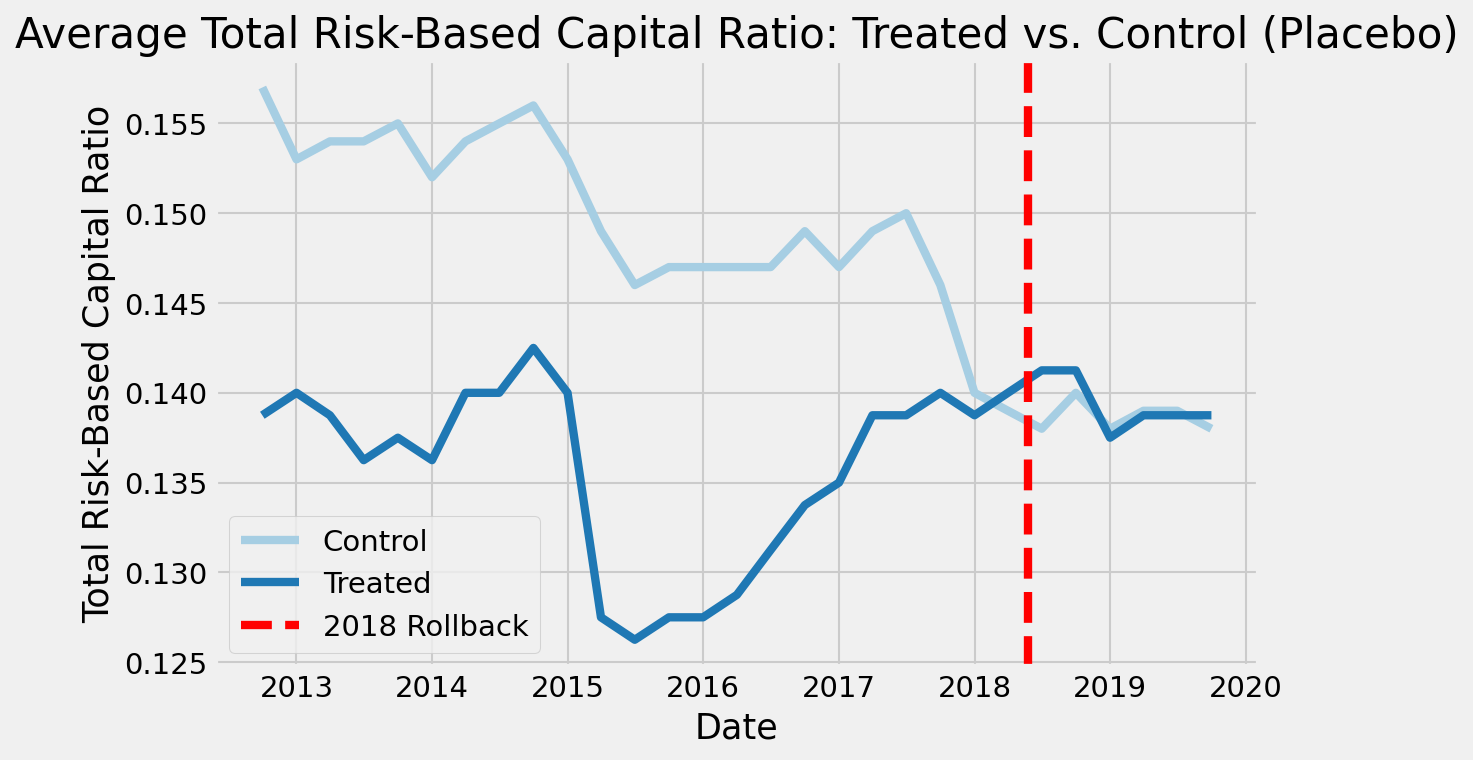 Average Total Risk-Based Capital Ratio: Treated vs. Control (Placebo)
Total Risk-Based Capital Ratio
0.155
0.150
0.145
0.140
0.135
0.130
0.125
Control
Treated
2018 Rollback
2013 2014 2015 2016 2017 2018 2019 2020
Date